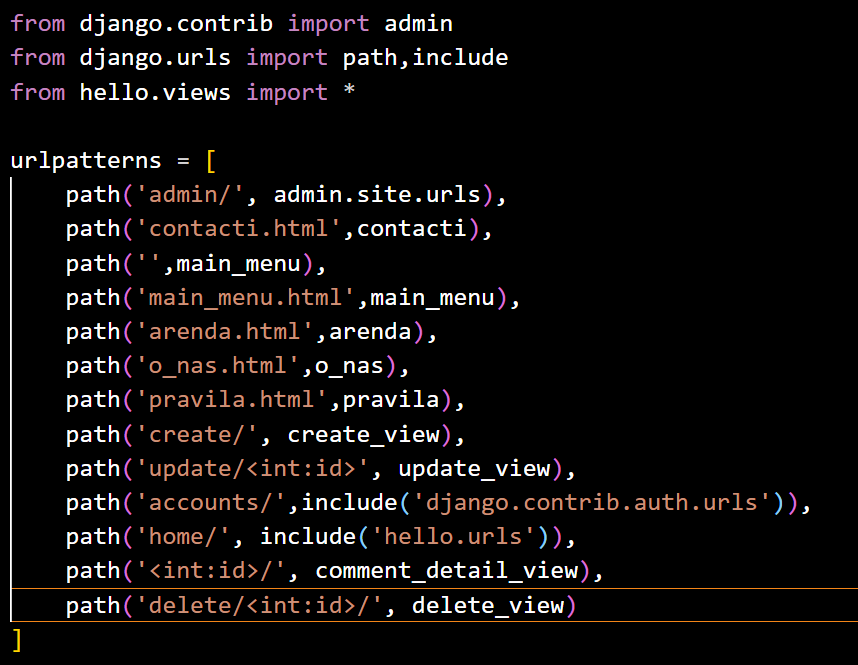 from django.contrib import admin
from django.urls import path,include
from hello.views import *
urlpatterns = [
    path('admin/', admin.site.urls),
    path('contacti.html',contacti),
    path('',main_menu),
    path('main_menu.html',main_menu),
    path('arenda.html',arenda),
    path('o_nas.html',o_nas),
    path('pravila.html',pravila),
    path('create/', create_view),
    path('update/<int:id>', update_view),
    path('accounts/',include('django.contrib.auth.urls')),
    path('home/', include('hello.urls')),
    path('<int:id>/', comment_detail_view),
    path('delete/<int:id>/', delete_view)
]